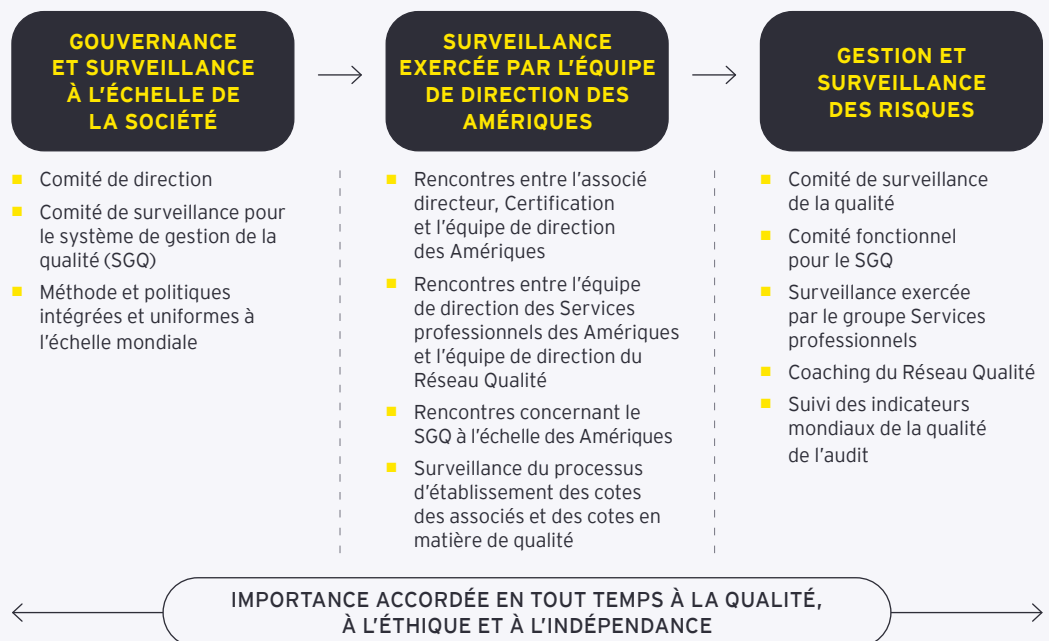 GOUVERNANCE
ET SURVEILLANCE
À L'ÉCHELLE DE
LA SOCIÉTÉ
Comité de direction
Comité de surveillance pour
le système de gestion de la
qualité (SGQ)
Méthode et politiques
intégrées et uniformes à
l'échelle mondiale
SURVEILLANCE
EXERCÉE PAR L'ÉQUIPE
DE DIRECTION DES
AMÉRIQUES
Rencontres entre l'associé
directeur, Certification
et l'équipe de direction
des Amériques
Rencontres entre l'équipe
de direction des Services
professionnels des Amériques
et l'équipe de direction du
Réseau Qualité
Rencontres concernant le
SGQ à l'échelle des Amériques
Surveillance du processus
d'établissement des cotes
des associés et des cotes en
matière de qualité
GESTION ET
SURVEILLANCE
DES RISQUES
Comité de surveillance
de la qualité
Comité fonctionnel
pour le SGQ
Surveillance exercée
par le groupe Services
professionnels
Coaching du Réseau Qualité
Suivi des indicateurs
mondiaux de la qualité
de l'audit
IMPORTANCE ACCORDÉE EN TOUT TEMPS À LA QUALITÉ,
À L'ÉTHIQUE ET À L'INDÉPENDANCE